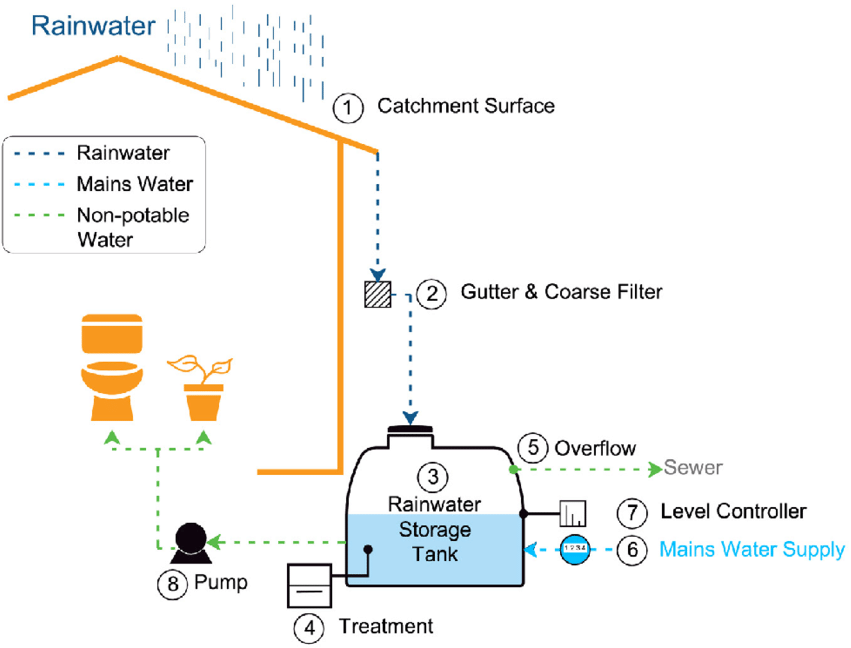 Rainwater
1 Catchment Surface
Rainwater
Mains Water
Non-potable
Water
2 Gutter & Coarse Filter
5 Overflow
Sewer
3
Rainwater
Storage
Tank
7 Level Controller
1234
6 Mains Water Supply
8 Pump
4 Treatment